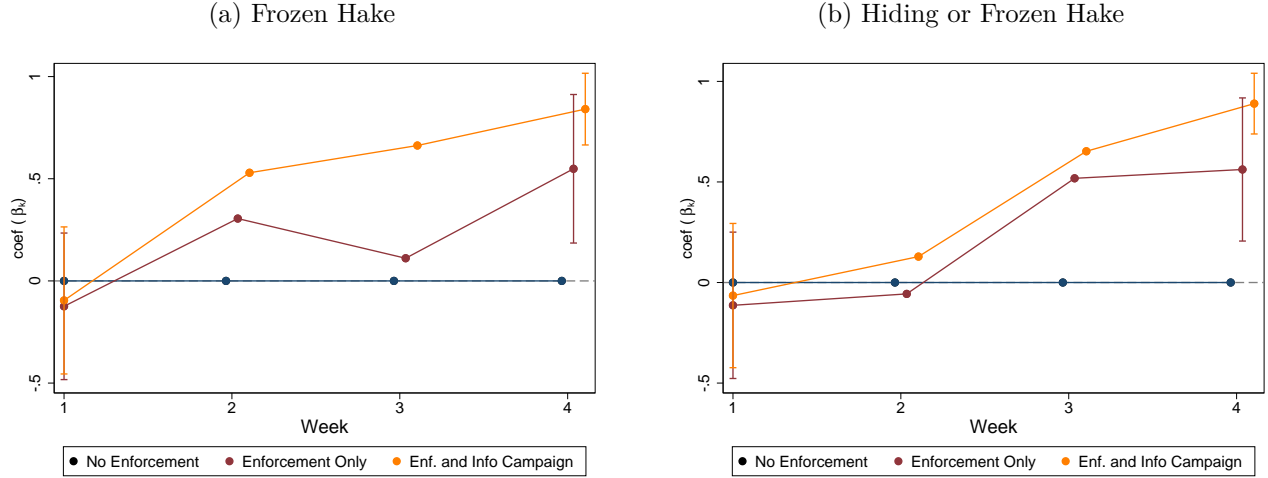 (a) Frozen Hake
1
.5
0
-.5
coef ( βk)
1 2 3 4
Week
No Enforcement Enforcement Only Enf. and Info Campaign
(b) Hiding or Frozen Hake
1
.5
0
-.5
coef ( βk)
1 2 3 4
Week
No Enforcement Enforcement Only Enf. and Info Campaign